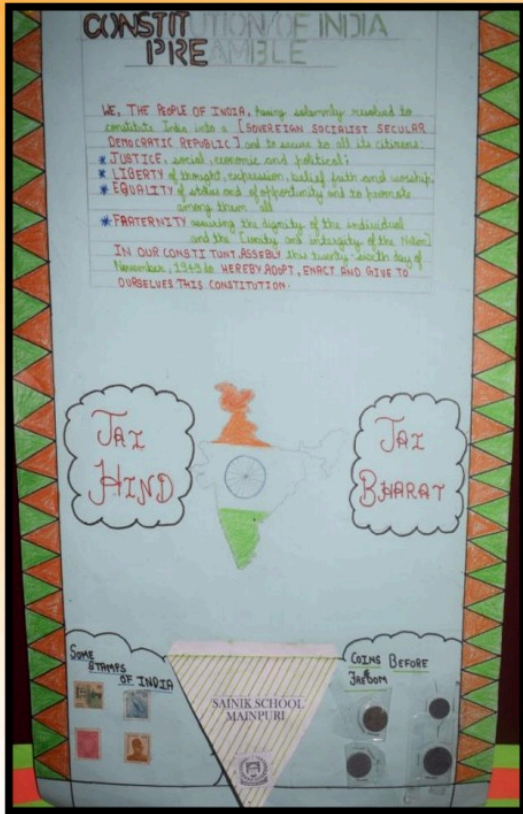 CONSTITUTION OF INDIA
PREAMBLE
WE, THE PEOPLE OF INDIA, having solemnly resolved to
constitute India into a [SOVEREIGN SOCIALIST SECULAR
DEMOCRATIC REPUBLIC] and to secure to all its citizens:
* JUSTICE, social, economic and political;
* LIBERTY of thought, expression, belief faith and worship.
* EQUALITY of status and of opportunity and to promote
among them all
* FRATERNITY assuring the dignity of the individual
and the [unity and intergity of the Nation]
IN OUR CONSTITUNT ASSEBLY this twenty-sixth day of
November, 1949 do HEREBY ADOPT, ENACT AND GIVE TO
OURSELVES THIS CONSTITUTION.
JAI
HIND
JAI
BHARAT
SOME
STAMPS
OF INDIA
SAINIK SCHOOL
MAINPURI
COINS BEFORE
FREDOM